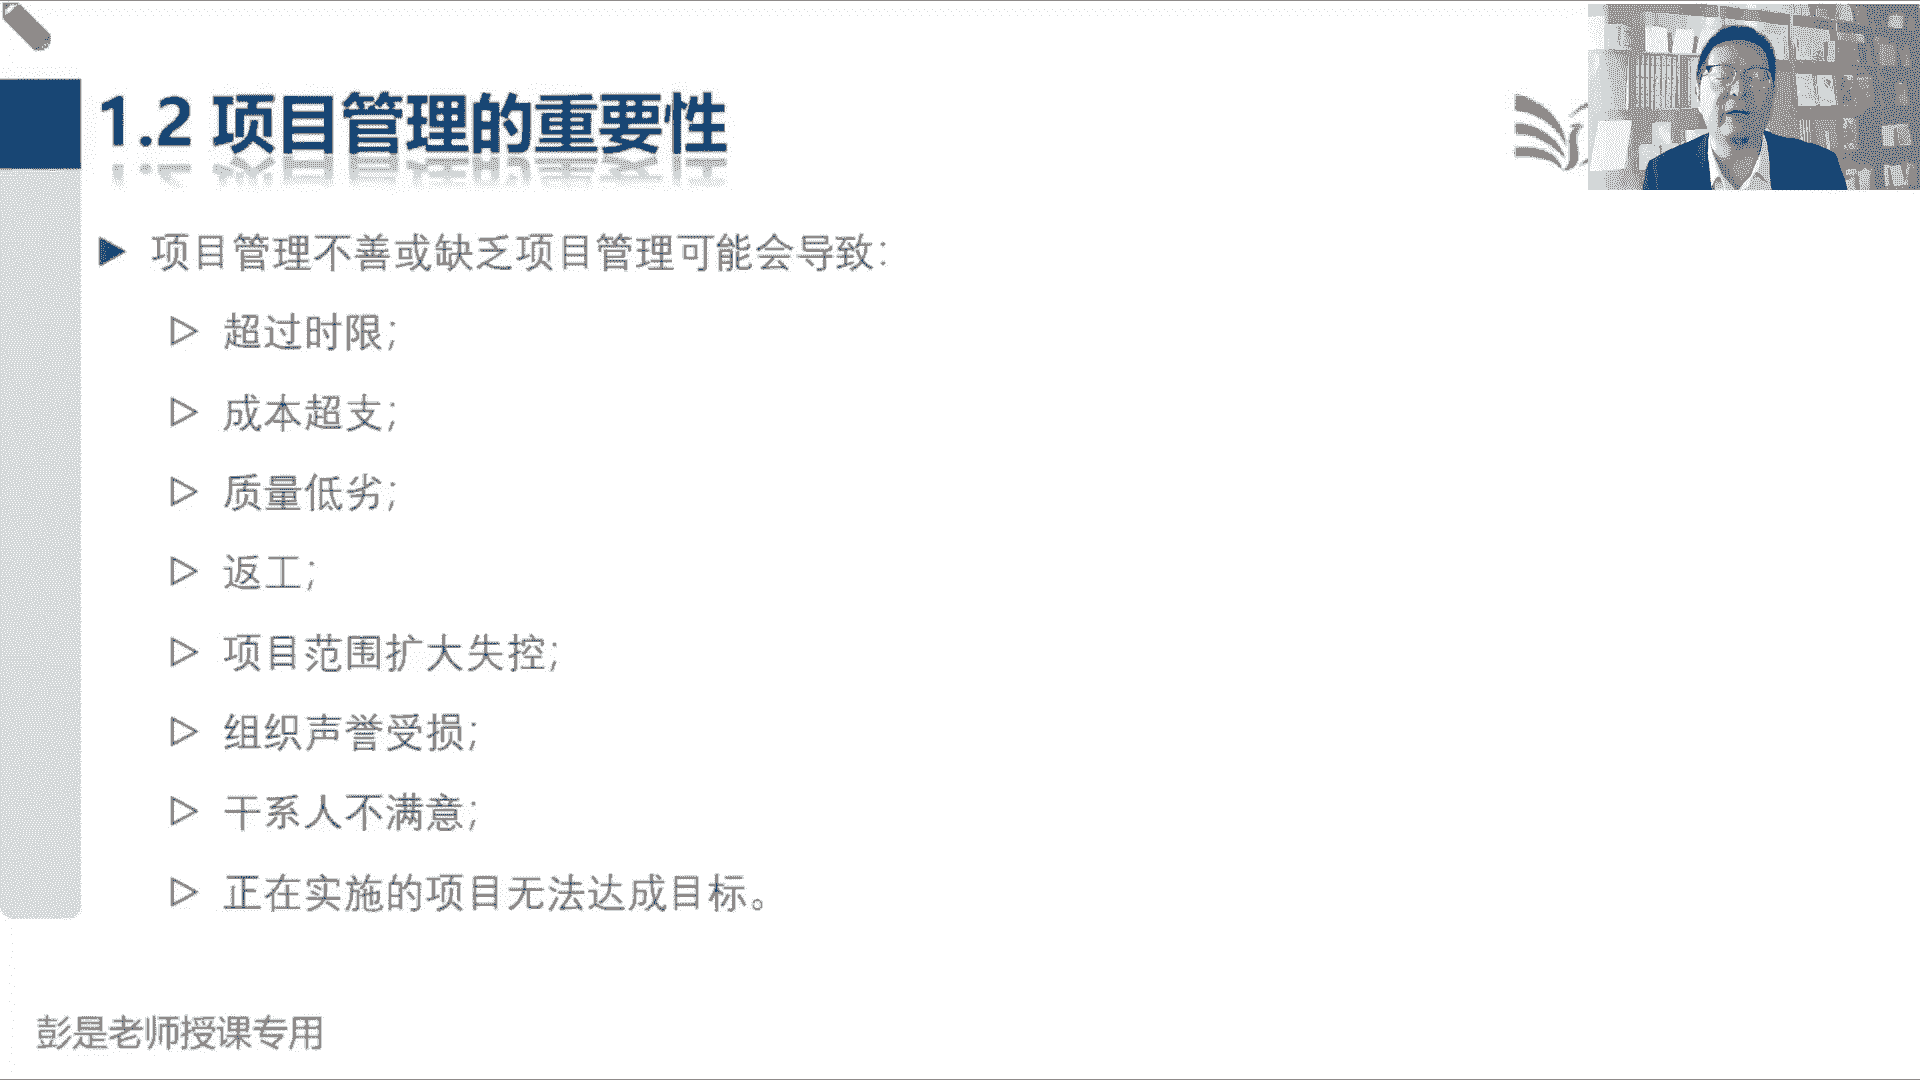 1.2 项目管理的重要性
项目管理不善或缺乏项目管理可能会导致：
超过时限；
成本超支；
质量低劣；
返工；
项目范围扩大失控；
组织声誉受损；
干系人不满意；
正在实施的项目无法达成目标。
彭是老师授课专用